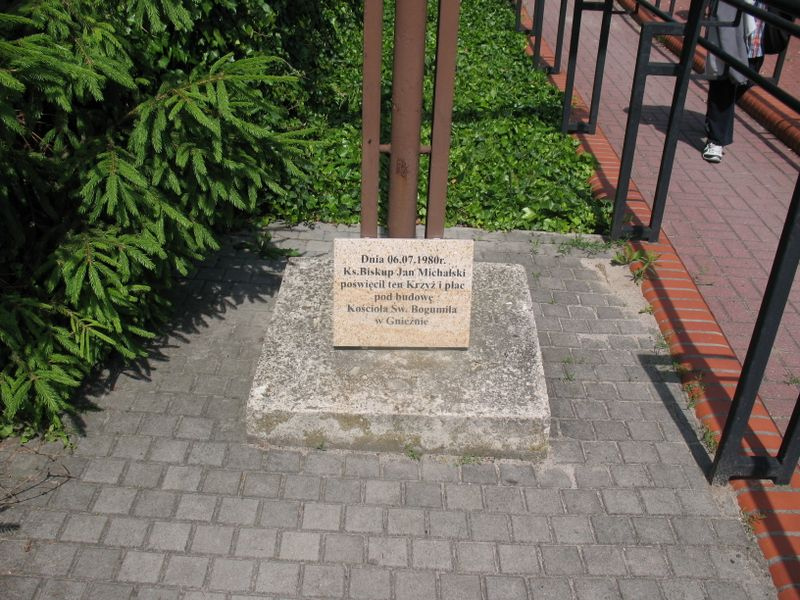 Dnia 06.07.1980r.
Ks.Biskup Jan Michalski
poświęcił ten Krzyż i plac
pod budowę
Kościoła Św. Bogumiła
w Gnieźnie